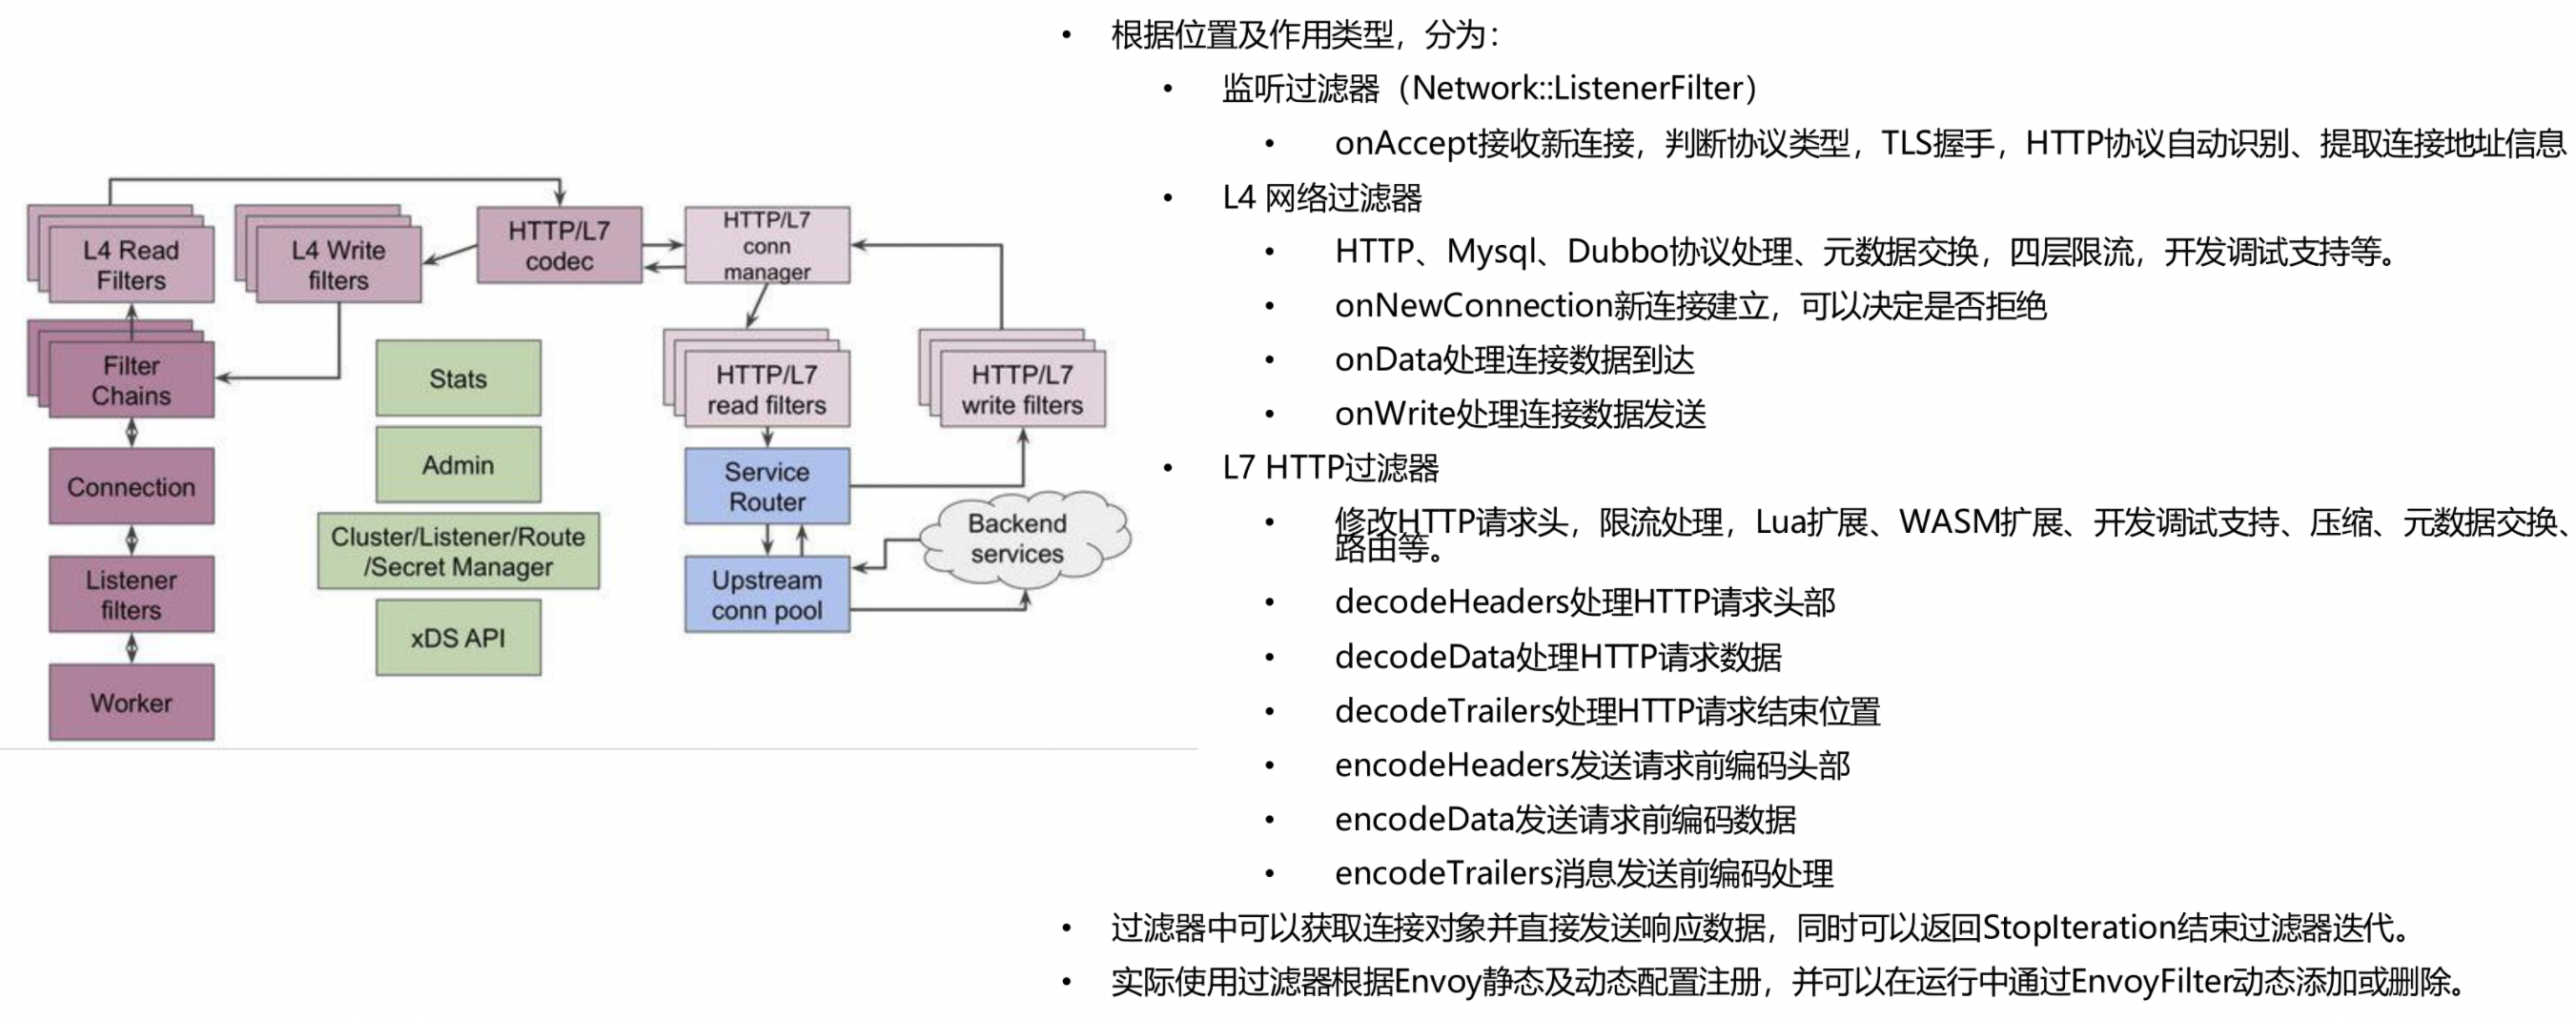 L4 Read
Filters
L4 Write
filters
HTTP/L7
codec
HTTP/L7
conn
manager
Filter
Chains
Stats
HTTP/L7
read filters
HTTP/L7
write filters
Connection
Admin
Service
Router
Cluster/Listener/Route
/Secret Manager
Backend
services
Listener
filters
Upstream
conn pool
xDS API
Worker
• 根据位置及作用类型，分为：
• 监听过滤器（Network::ListenerFilter）
• onAccept接收新连接，判断协议类型，TLS握手，HTTP协议自动识别、提取连接地址信息
• L4 网络过滤器
• HTTP、Mysql、Dubbo协议处理、元数据交换，四层限流，开发调试支持等。
• onNewConnection新连接建立，可以决定是否拒绝
• onData处理连接数据到达
• onWrite处理连接数据发送
• L7 HTTP过滤器
• 修改HTTP请求头，限流处理，Lua扩展、WASM扩展、开发调试支持、压缩、元数据交换、
路由等。
• decodeHeaders处理HTTP请求头部
• decodeData处理HTTP请求数据
• decodeTrailers处理HTTP请求结束位置
• encodeHeaders发送请求前编码头部
• encodeData发送请求前编码数据
• encodeTrailers消息发送前编码处理
• 过滤器中可以获取连接对象并直接发送响应数据，同时可以返回StopIteration结束过滤器迭代。
• 实际使用过滤器根据Envoy静态及动态配置注册，并可以在运行中通过EnvoyFilter动态添加或删除。